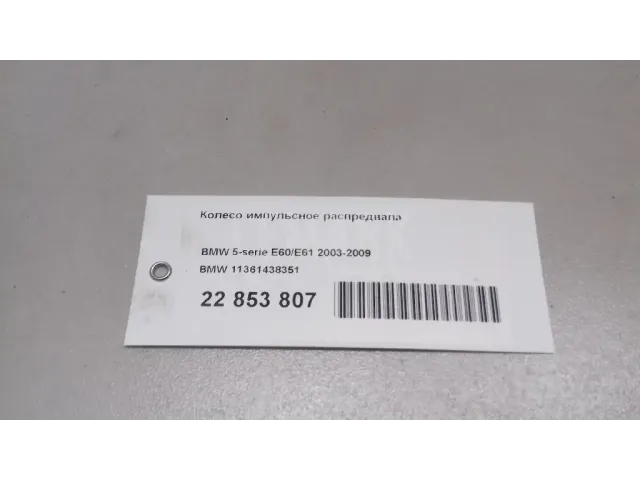 Колесо импульсное распредвала
BMW 5-serie E60/E61 2003-2009
BMW 11361438351
22 853 807